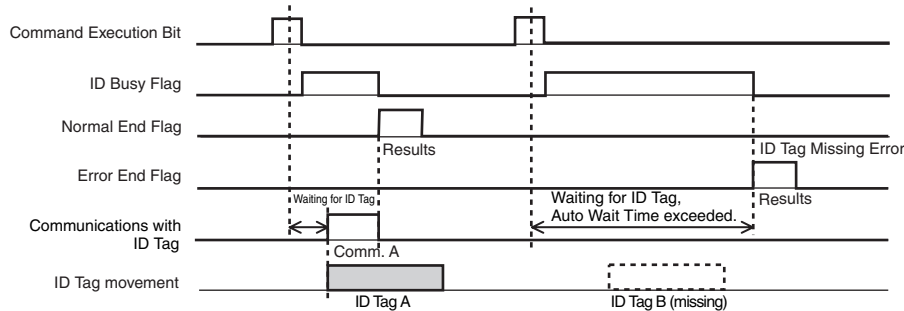 Command Execution Bit
ID Busy Flag
Normal End Flag
Results
ID Tag Missing Error
Error End Flag
Results
Waiting for ID Tag
Waiting for ID Tag,
Auto Wait Time exceeded.
Communications with
ID Tag
Comm. A
ID Tag movement
ID Tag A
ID Tag B (missing)